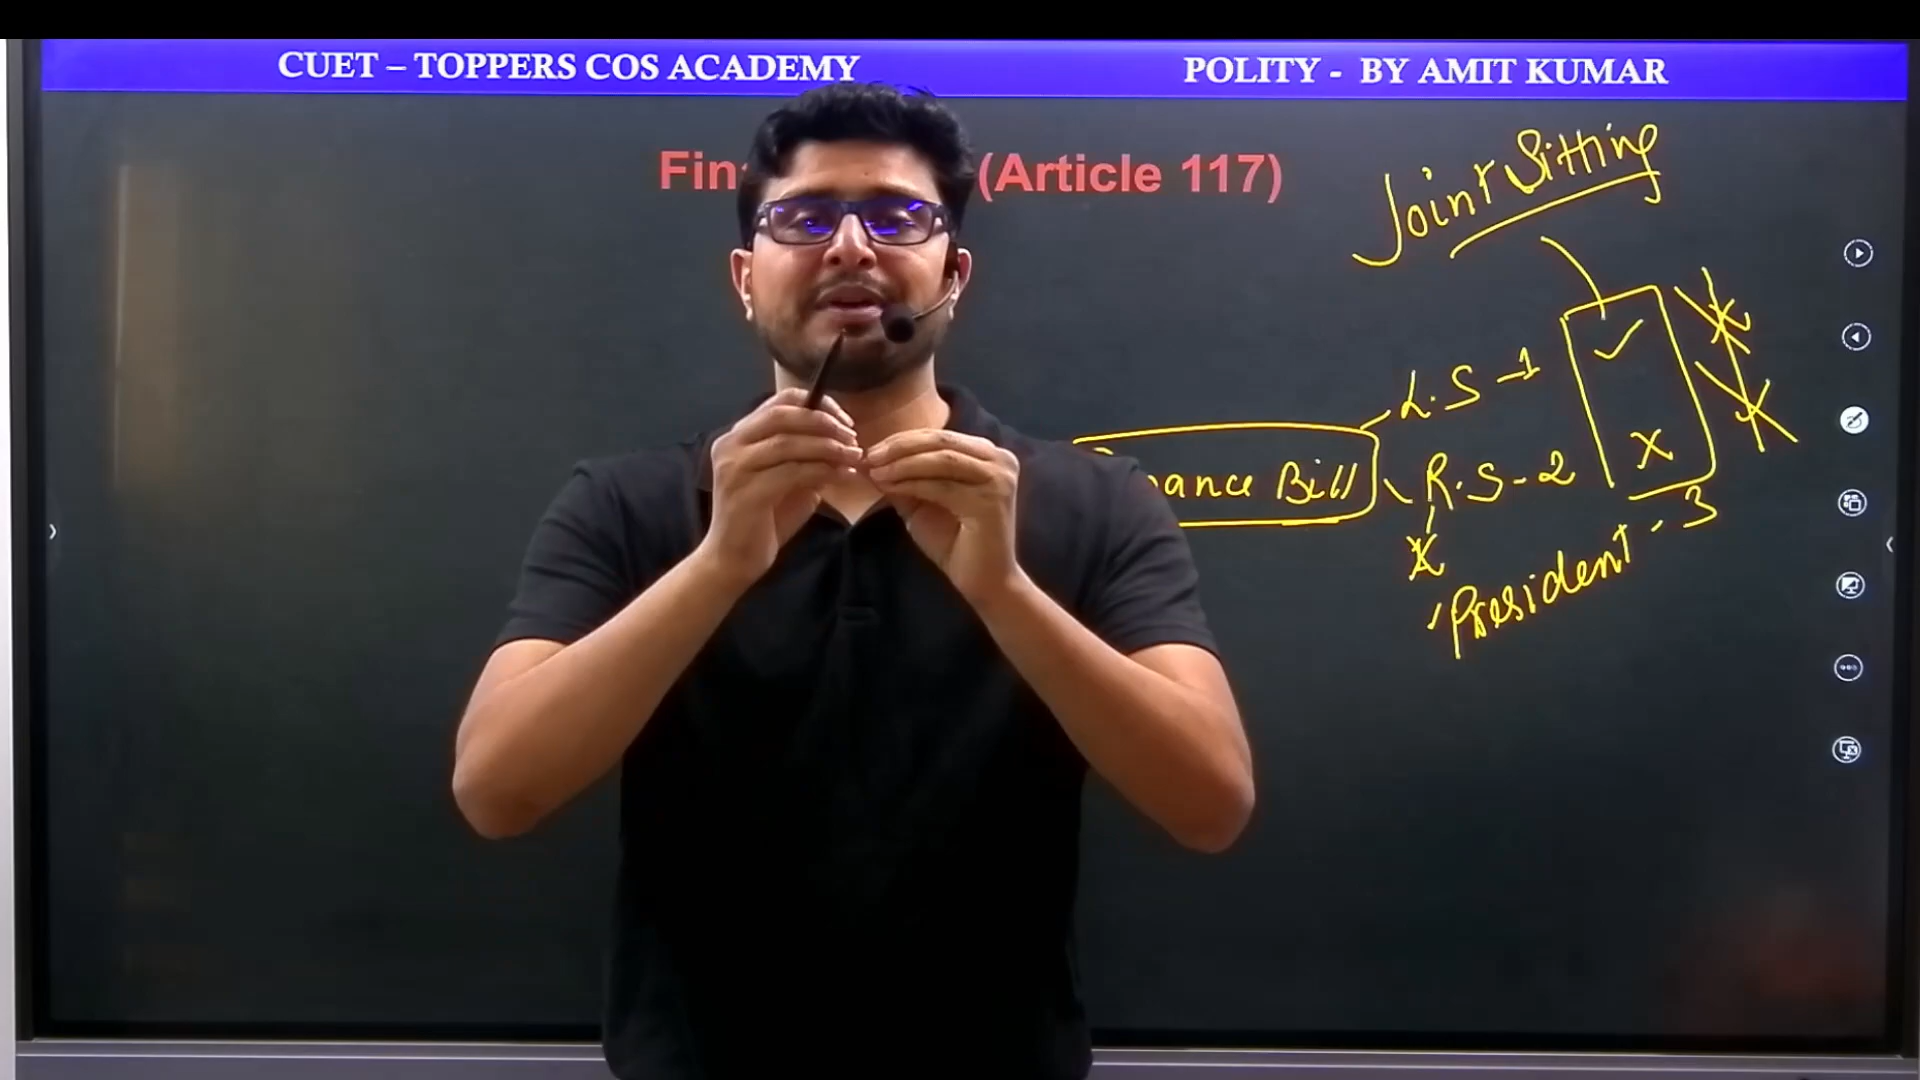 CUET – TOPPERS COS ACADEMY
POLITY - BY AMIT KUMAR
(Article 117)
Joint Sitting
L.S - 1
Bill
R.S - 2
President - 3